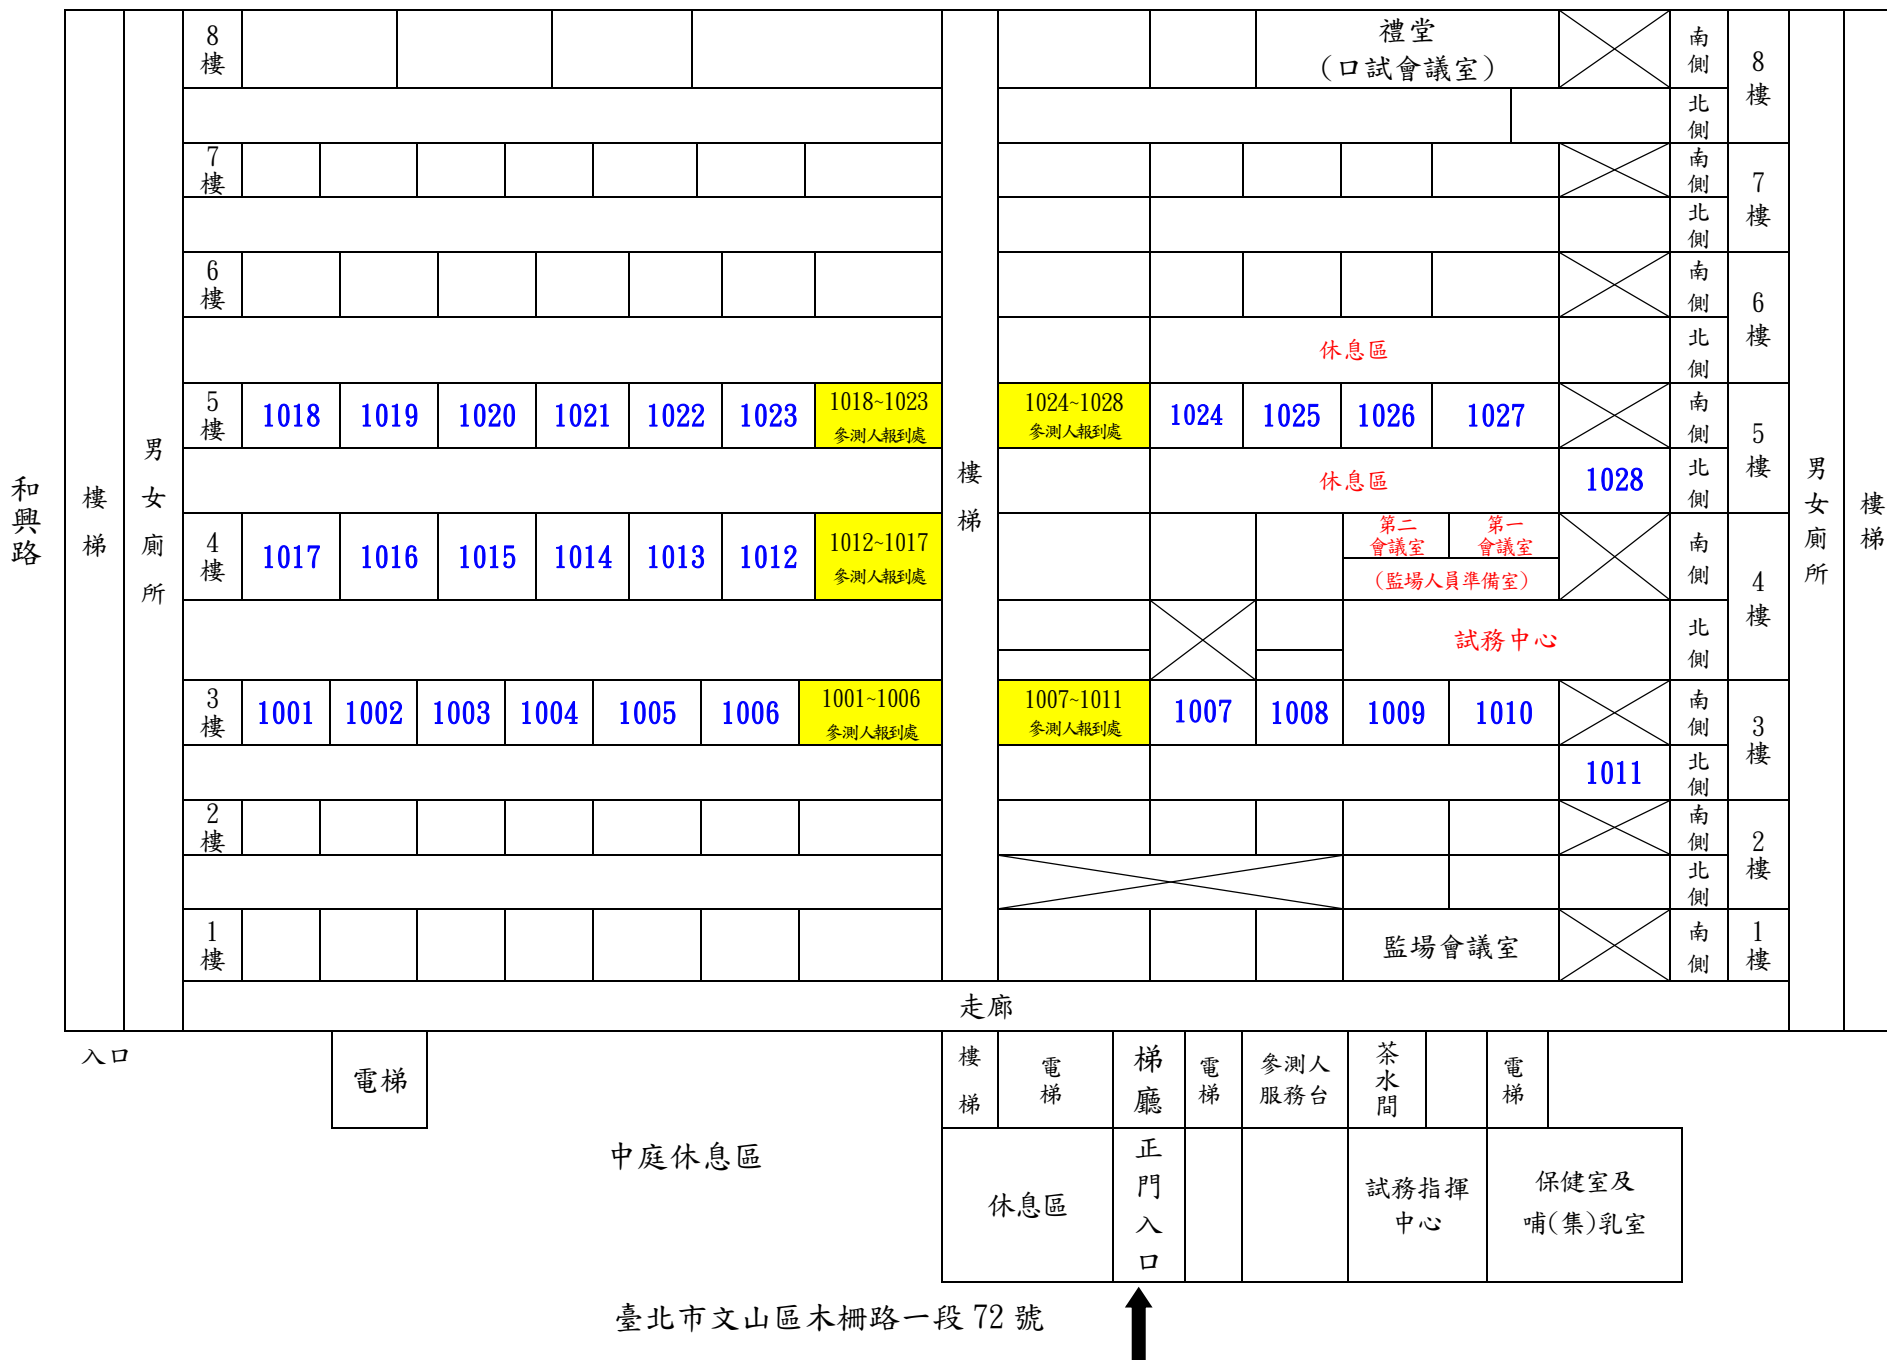 8樓
禮堂
(口試會議室)
南側
北側
8樓
7樓
南側
北側
7樓
6樓
南側
休息區
北側
6樓
5樓
1018
1019
1020
1021
1022
1023
1018~1023
參測人報到處
1024~1028
參測人報到處
1024
1025
1026
1027
南側
休息區
1028
北側
5樓
4樓
1017
1016
1015
1014
1013
1012
1012~1017
參測人報到處
第二
會議室
第一
會議室
(監場人員準備室)
南側
試務中心
北側
4樓
3樓
1001
1002
1003
1004
1005
1006
1001~1006
參測人報到處
1007~1011
參測人報到處
1007
1008
1009
1010
南側
1011
北側
3樓
2樓
南側
北側
2樓
1樓
監場會議室
南側
1樓
和興路
樓梯
男女廁所
樓梯
男女廁所
樓梯
走廊
入口
電梯
樓梯
電梯
梯廳
電梯
參測人
服務台
茶水間
電梯
中庭休息區
休息區
正門入口
試務指揮
中心
保健室及
哺(集)乳室
臺北市文山區木柵路一段 72 號